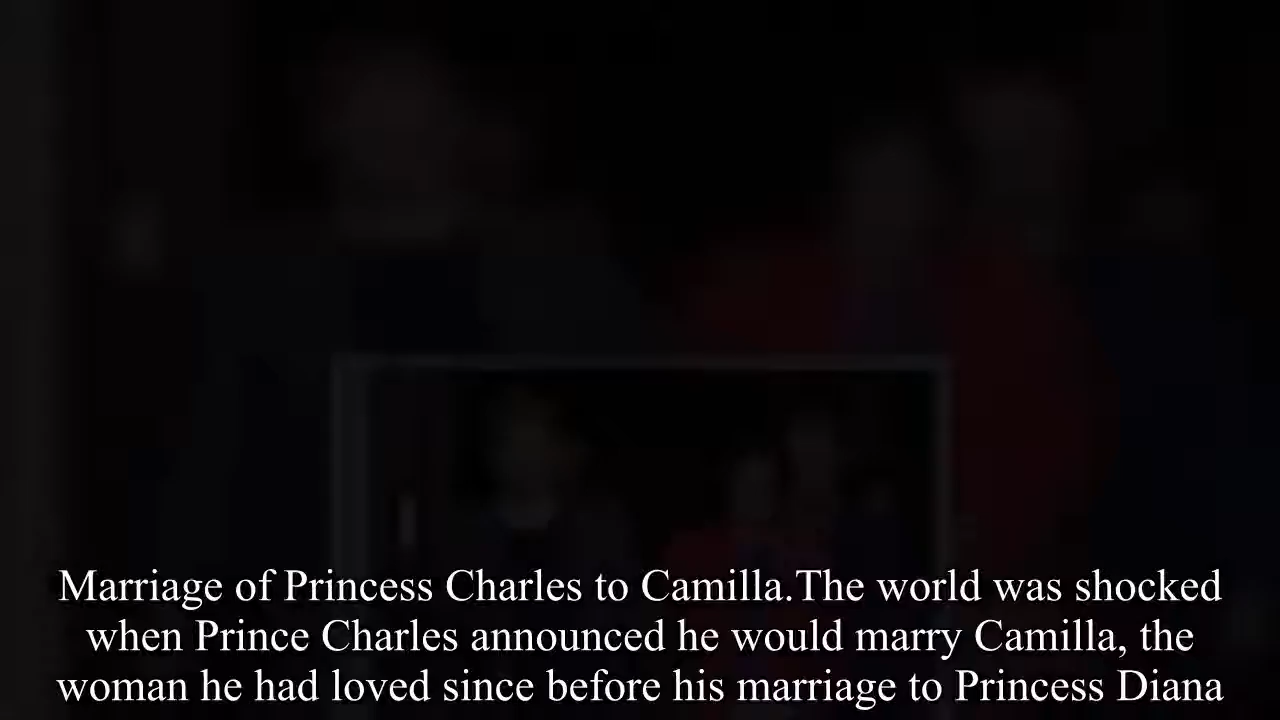 Marriage of Princess Charles to Camilla.The world was shocked
when Prince Charles announced he would marry Camilla, the
woman he had loved since before his marriage to Princess Diana